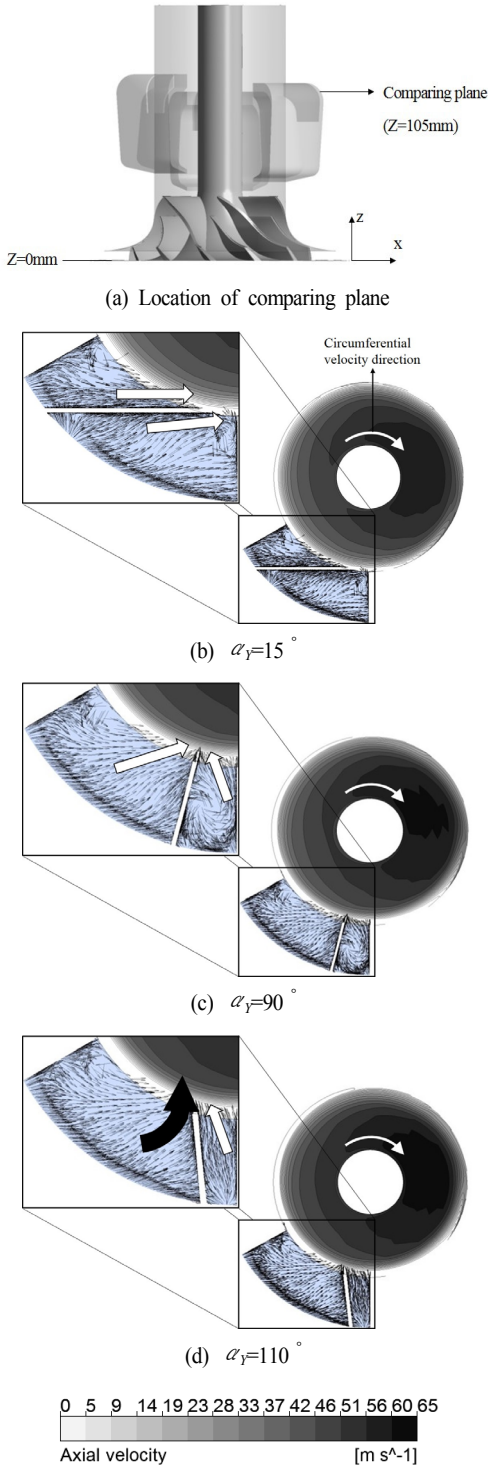 Comparing plane
(Z=105mm)
z
x
Z=0mm
(a) Location of comparing plane
Circumferential
velocity direction
(b) αY=15 °
(c) αY=90 °
(d) αY=110 °
0 5 9 14 19 23 28 33 37 42 46 51 56 60 65
Axial velocity [m s^-1]